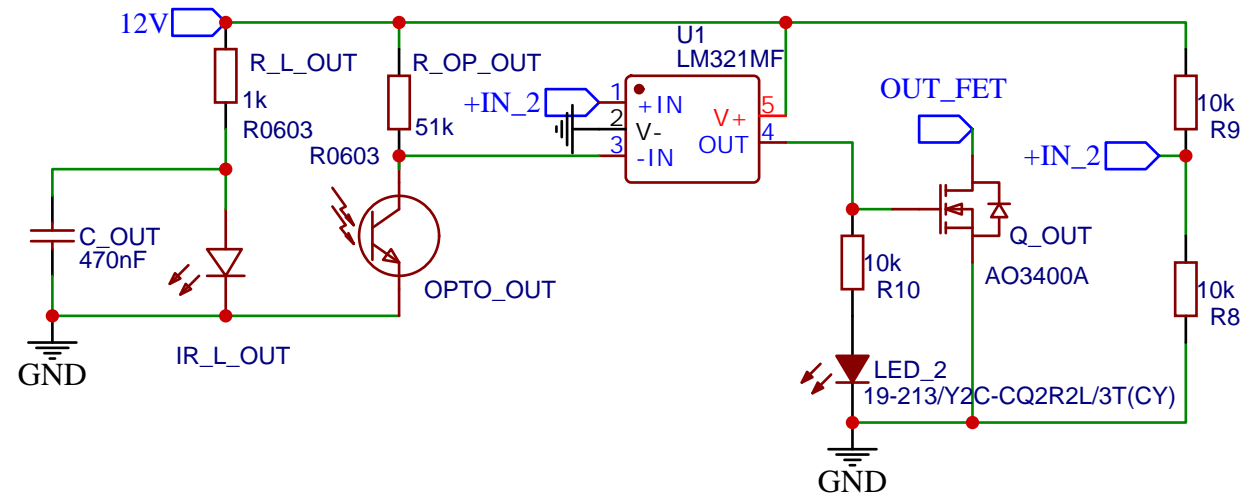 12V
R_L_OUT
1k
R0603
R_OP_OUT
51k
R0603
U1
LM321MF
+IN_2
1
+IN
2
V-
3
-IN
V+
5
OUT
4
OUT_FET
10k
R9
+IN_2
C_OUT
470nF
OPTO_OUT
IR_L_OUT
GND
Q_OUT
AO3400A
10k
R10
10k
R8
LED_2
19-213/Y2C-CQ2R2L/3T(CY)
GND